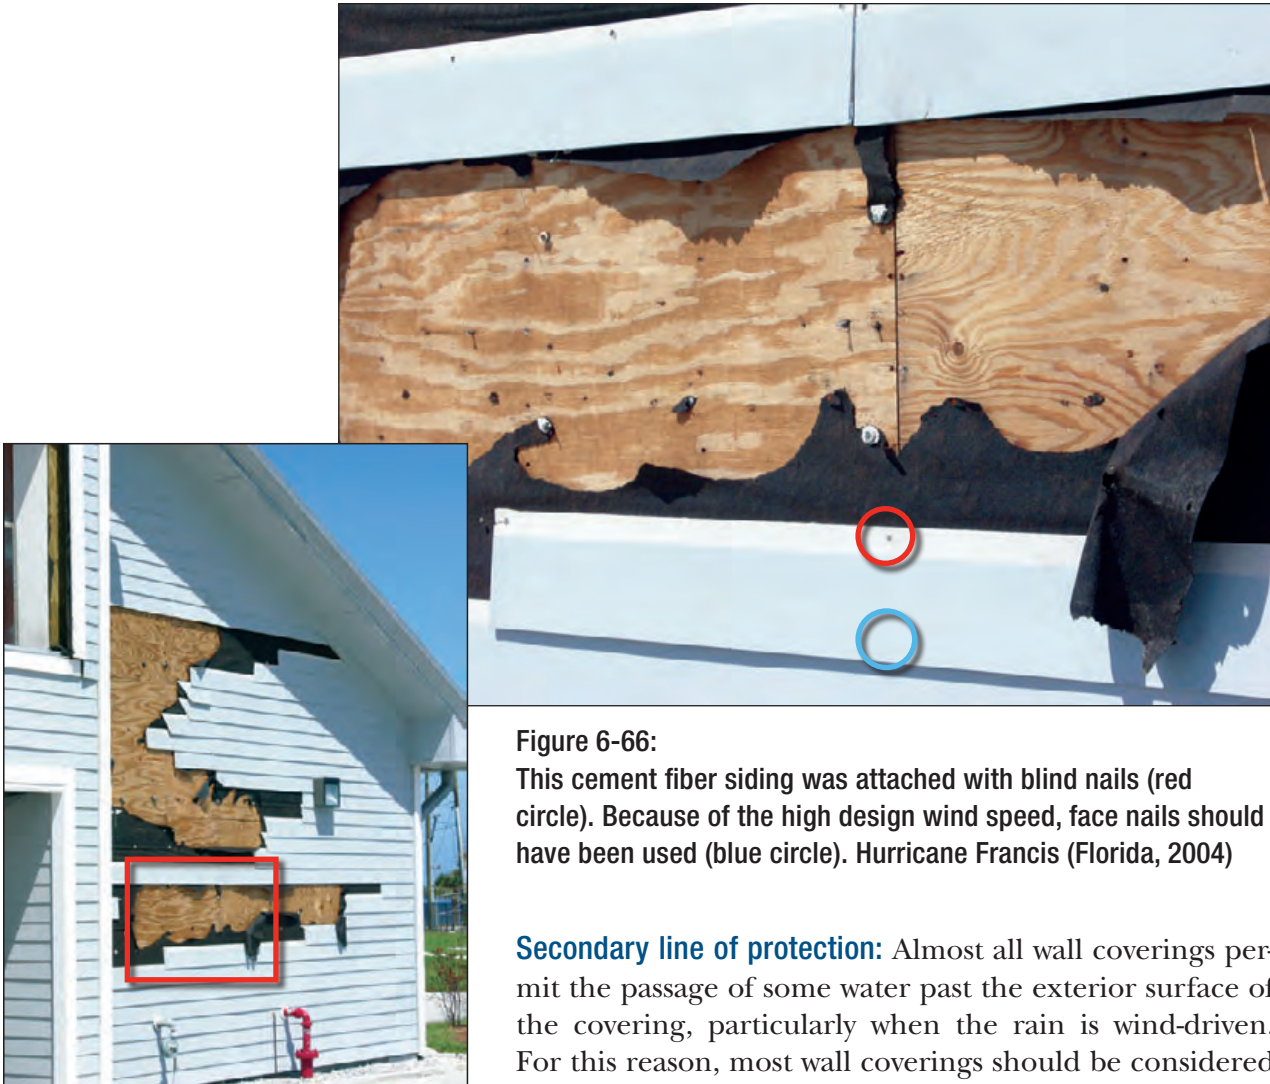 Figure 6-66:
This cement fiber siding was attached with blind nails (red
circle). Because of the high design wind speed, face nails should
have been used (blue circle). Hurricane Francis (Florida, 2004)
Secondary line of protection: Almost all wall coverings per-
mit the passage of some water past the exterior surface of
the covering, particularly when the rain is wind-driven.
For this reason, most wall coverings should be considered